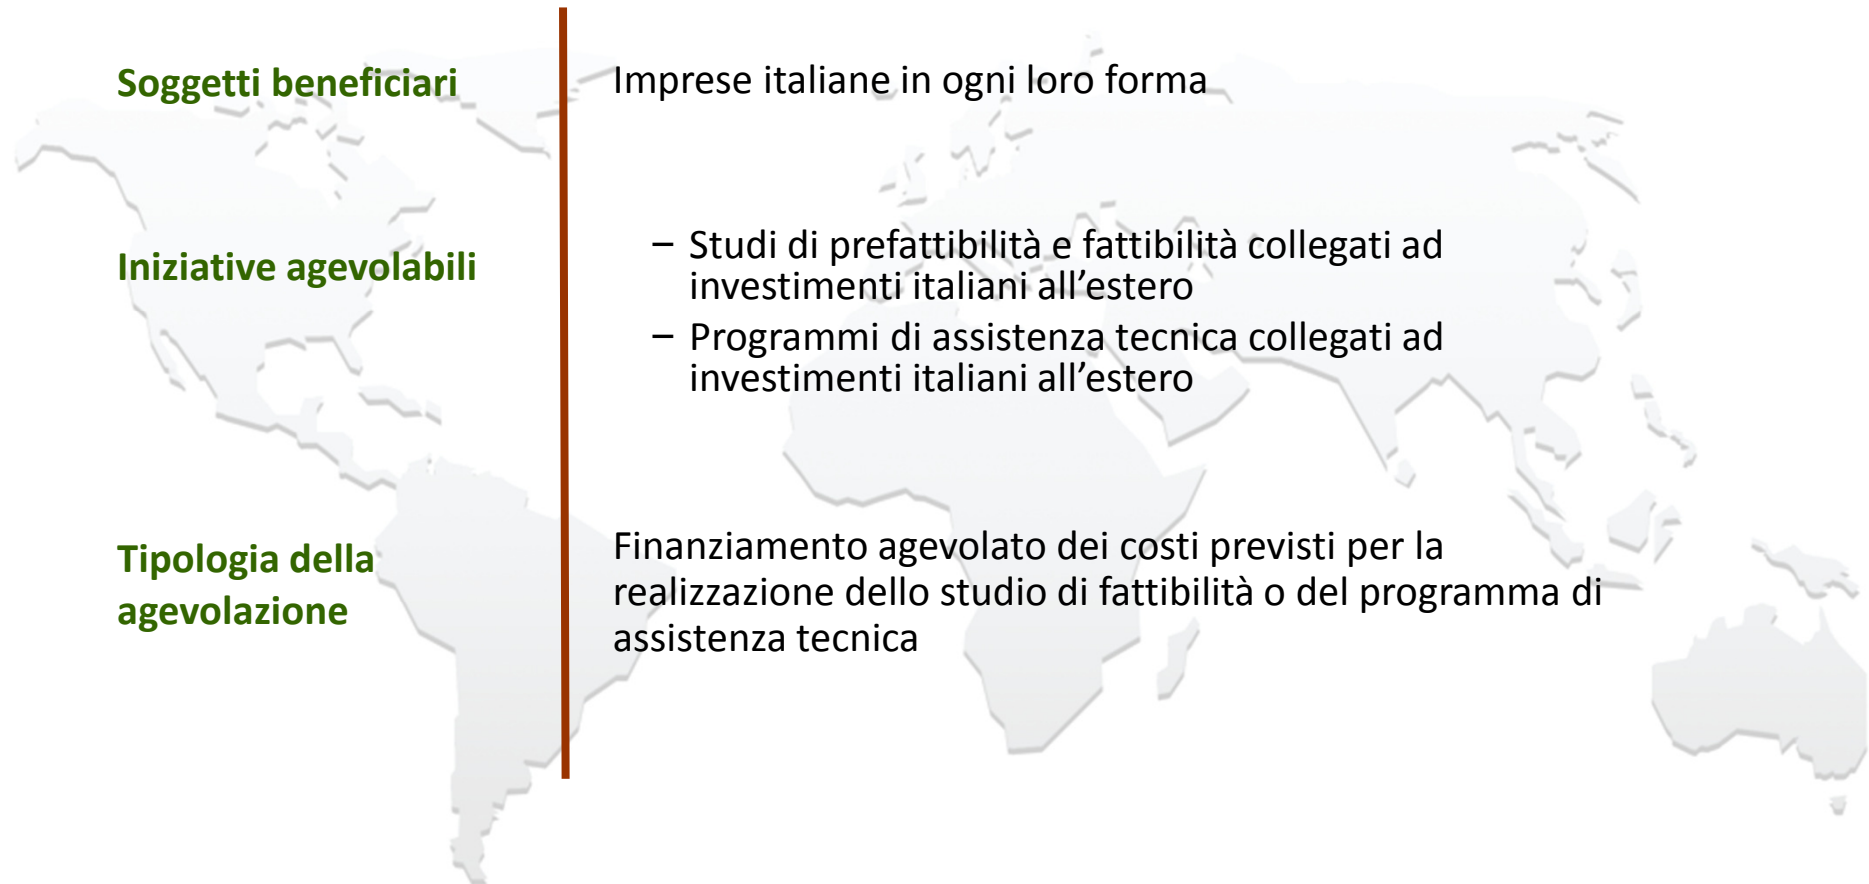 Soggetti beneficiari
Imprese italiane in ogni loro forma
Iniziative agevolabili
– Studi di prefattibilità e fattibilità collegati ad
investimenti italiani all’estero
– Programmi di assistenza tecnica collegati ad
investimenti italiani all’estero
Tipologia della
agevolazione
Finanziamento agevolato dei costi previsti per la
realizzazione dello studio di fattibilità o del programma di
assistenza tecnica